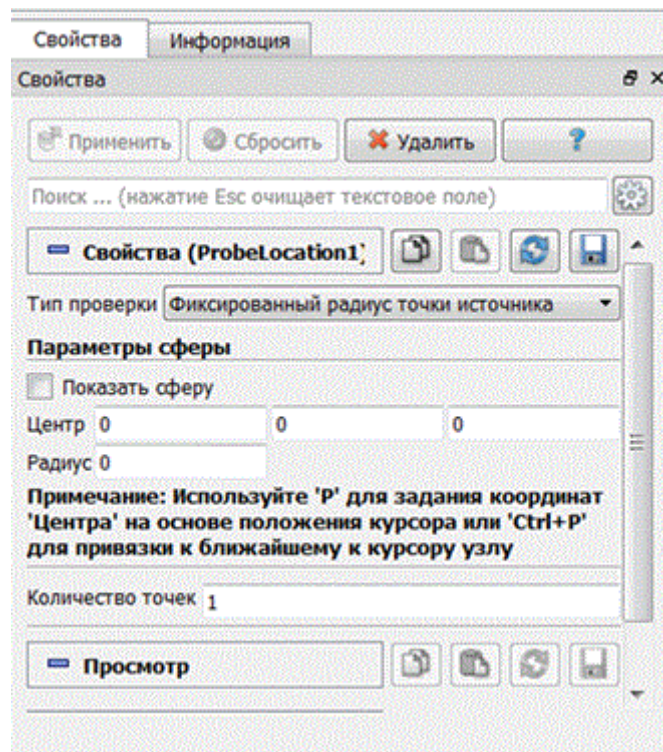 Свойства Информация
Свойства
Применить Сбросить Удалить ?
Поиск ... (нажатие Esc очищает текстовое поле)
Свойства (ProbeLocation1)
Тип проверки Фиксированный радиус точки источника
Параметры сферы
Показать сферу
Центр 0 0 0
Радиус 0
Примечание: Используйте 'P' для задания координат
'Центра' на основе положения курсора или 'Ctrl+P'
для привязки к ближайшему к курсору узлу
Количество точек 1
Просмотр